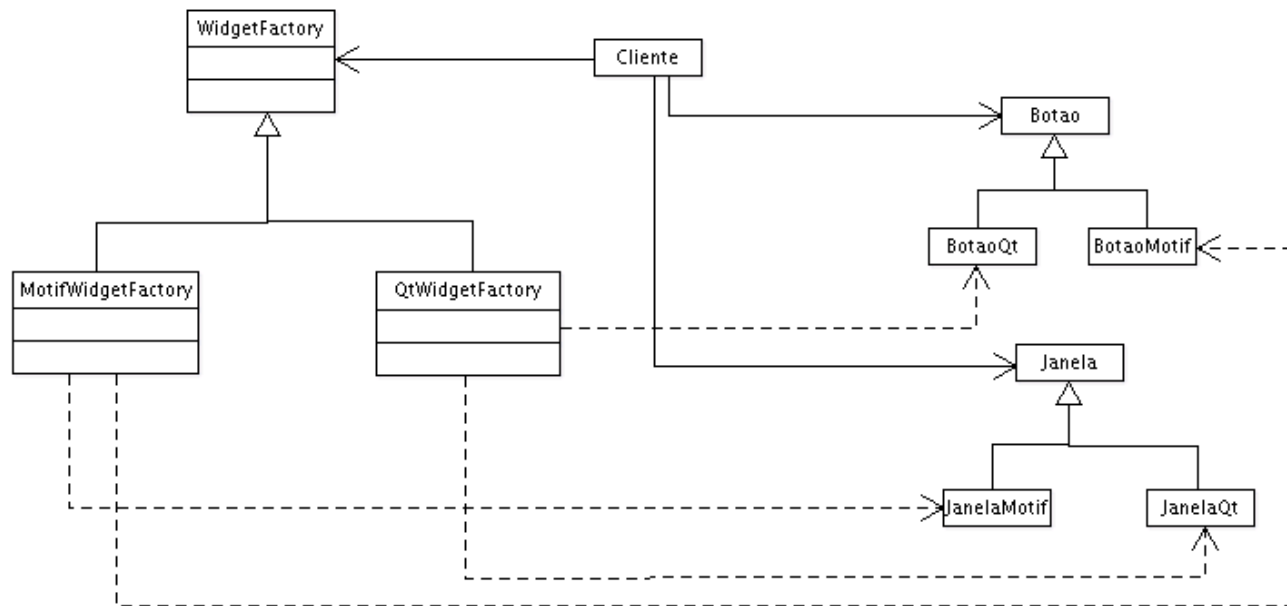 WidgetFactory
Cliente
Botao
BotaoQt
BotaoMotif
MotifWidgetFactory
QtWidgetFactory
Janela
JanelaMotif
JanelaQt